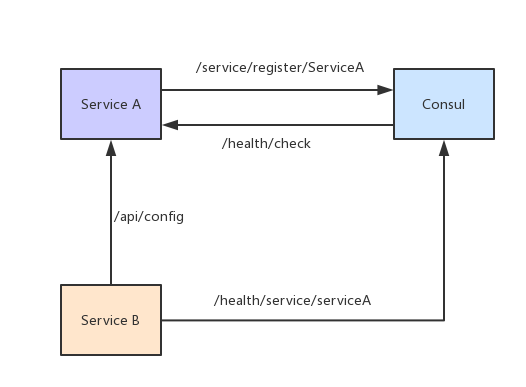 /service/register/ServiceA
Service A
Consul
/health/check
/api/config
/health/service/serviceA
Service B